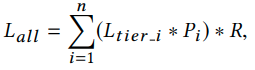 L_{all} = \sum_{i=1}^{n} (L_{tier\_i} * P_i) * R,